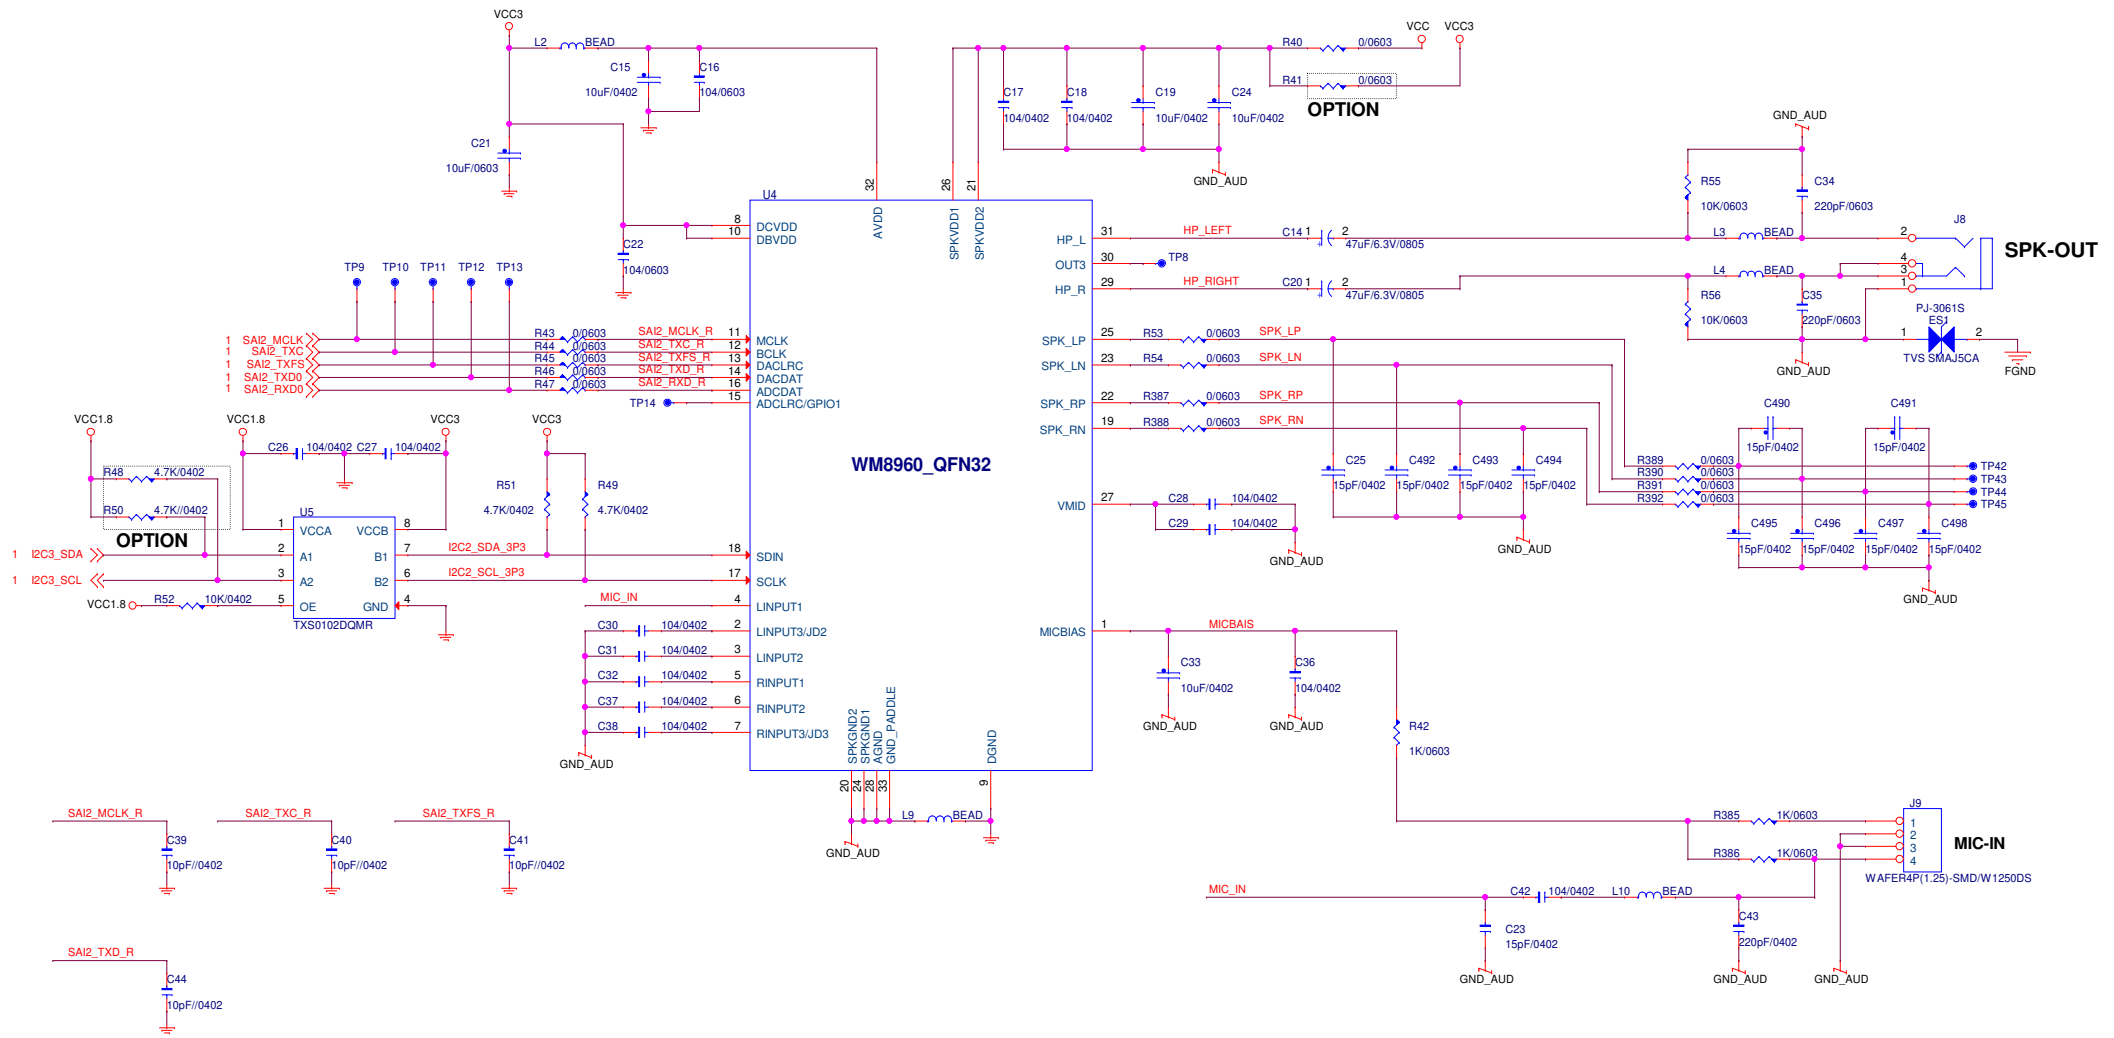 VCC3
L2 BEAD
C15
10uF/0402
C16
104/0603
C21
10uF/0603
C22
104/0603
32
AVDD
26
SPKVDD1
21
SPKVDD2
C17
104/0402
C18
104/0402
C19
10uF/0402
C24
10uF/0402
GND_AUD
R40 0/0603
VCC
VCC3
R41 0/0603
OPTION
U4
8 DCVDD
10 DBVDD
TP9 TP10 TP11 TP12 TP13
1 SAI2_MCLK
1 SAI2_TXC
1 SAI2_TXFS
1 SAI2_TXD0
1 SAI2_RXD0
R43 0/0603 SAI2_MCLK_R 11 MCLK
R44 0/0603 SAI2_TXC_R 12 BCLK
R45 0/0603 SAI2_TXFS_R 13 DACLRC
R46 0/0603 SAI2_TXD_R 14 DACDAT
R47 0/0603 SAI2_RXD_R 16 ADCDAT
TP14 15 ADCLRC/GPIO1
WM8960_QFN32
VCC1.8
VCC1.8
VCC3
VCC3
C26 104/0402 C27 104/0402
R48 4.7K/0402
R50 4.7K//0402
OPTION
R51
4.7K/0402
R49
4.7K/0402
U5
1 VCCA VCCB 8
2 A1 B1 7
3 A2 B2 6
5 OE GND 4
TXS0102DQMR
1 I2C3_SDA
1 I2C3_SCL
VCC1.8 R52 10K/0402
I2C2_SDA_3P3 18 SDIN
I2C2_SCL_3P3 17 SCLK
MIC_IN 4 LINPUT1
C30 104/0402 2 LINPUT3/JD2
C31 104/0402 3 LINPUT2
C32 104/0402 5 RINPUT1
C37 104/0402 6 RINPUT2
C38 104/0402 7 RINPUT3/JD3
GND_AUD
HP_L 31 HP_LEFT C14 1 2
+
47uF/6.3V/0805
OUT3 30 TP8
HP_R 29 HP_RIGHT C20 1 2
+
47uF/6.3V/0805
SPK_LP 25 R53 0/0603 SPK_LP
SPK_LN 23 R54 0/0603 SPK_LN
SPK_RP 22 R387 0/0603 SPK_RP
SPK_RN 19 R388 0/0603 SPK_RN
GND_AUD
R55
10K/0603
C34
220pF/0603
L3 BEAD
L4 BEAD
R56
10K/0603
C35
220pF/0603
GND_AUD
J8
2
4
3
1
SPK-OUT
PJ-3061S
ES1
1 2
TVS SMAJ5CA
FGND
C25
15pF/0402
C492
15pF/0402
C493
15pF/0402
C494
15pF/0402
GND_AUD
C490
15pF/0402
C491
15pF/0402
R389 0/0603 TP42
R390 0/0603 TP43
R391 0/0603 TP44
R392 0/0603 TP45
C495
15pF/0402
C496
15pF/0402
C497
15pF/0402
C498
15pF/0402
GND_AUD
VMID 27 C28 104/0402
C29 104/0402
GND_AUD
MICBIAS 1 MICBAIS
C33
10uF/0402
GND_AUD
C36
104/0402
GND_AUD
R42
1K/0603
SPKGND2
SPKGND1
AGND
GND_PADDLE
DGND
20
24
28
33
9
L9 BEAD
GND_AUD
SAI2_MCLK_R
C39
10pF//0402
SAI2_TXC_R
C40
10pF//0402
SAI2_TXFS_R
C41
10pF//0402
SAI2_TXD_R
C44
10pF//0402
R385 1K/0603
R386 1K/0603
J9
1
2
3
4
MIC-IN
WAFER4P(1.25)-SMD/W1250DS
MIC_IN C42 104/0402 L10 BEAD
C23
15pF/0402
C43
220pF/0402
GND_AUD
GND_AUD
GND_AUD